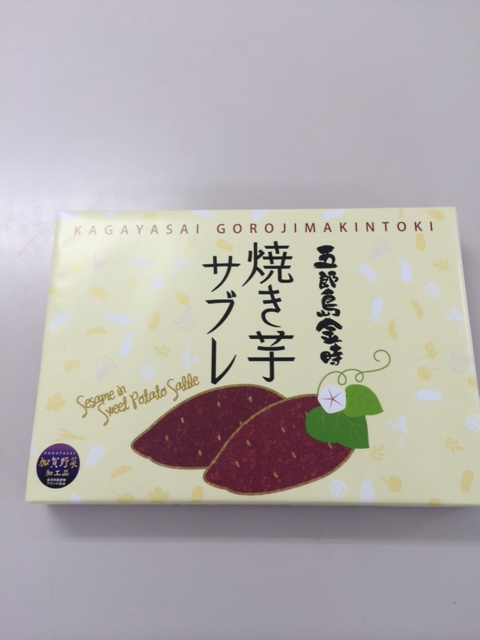 KAGAYASAI GOROJIMAKINTOKI
五郎島金時
焼き芋
サブレ
Sesame in
Sweet Potato Sable
加賀野菜
加工品